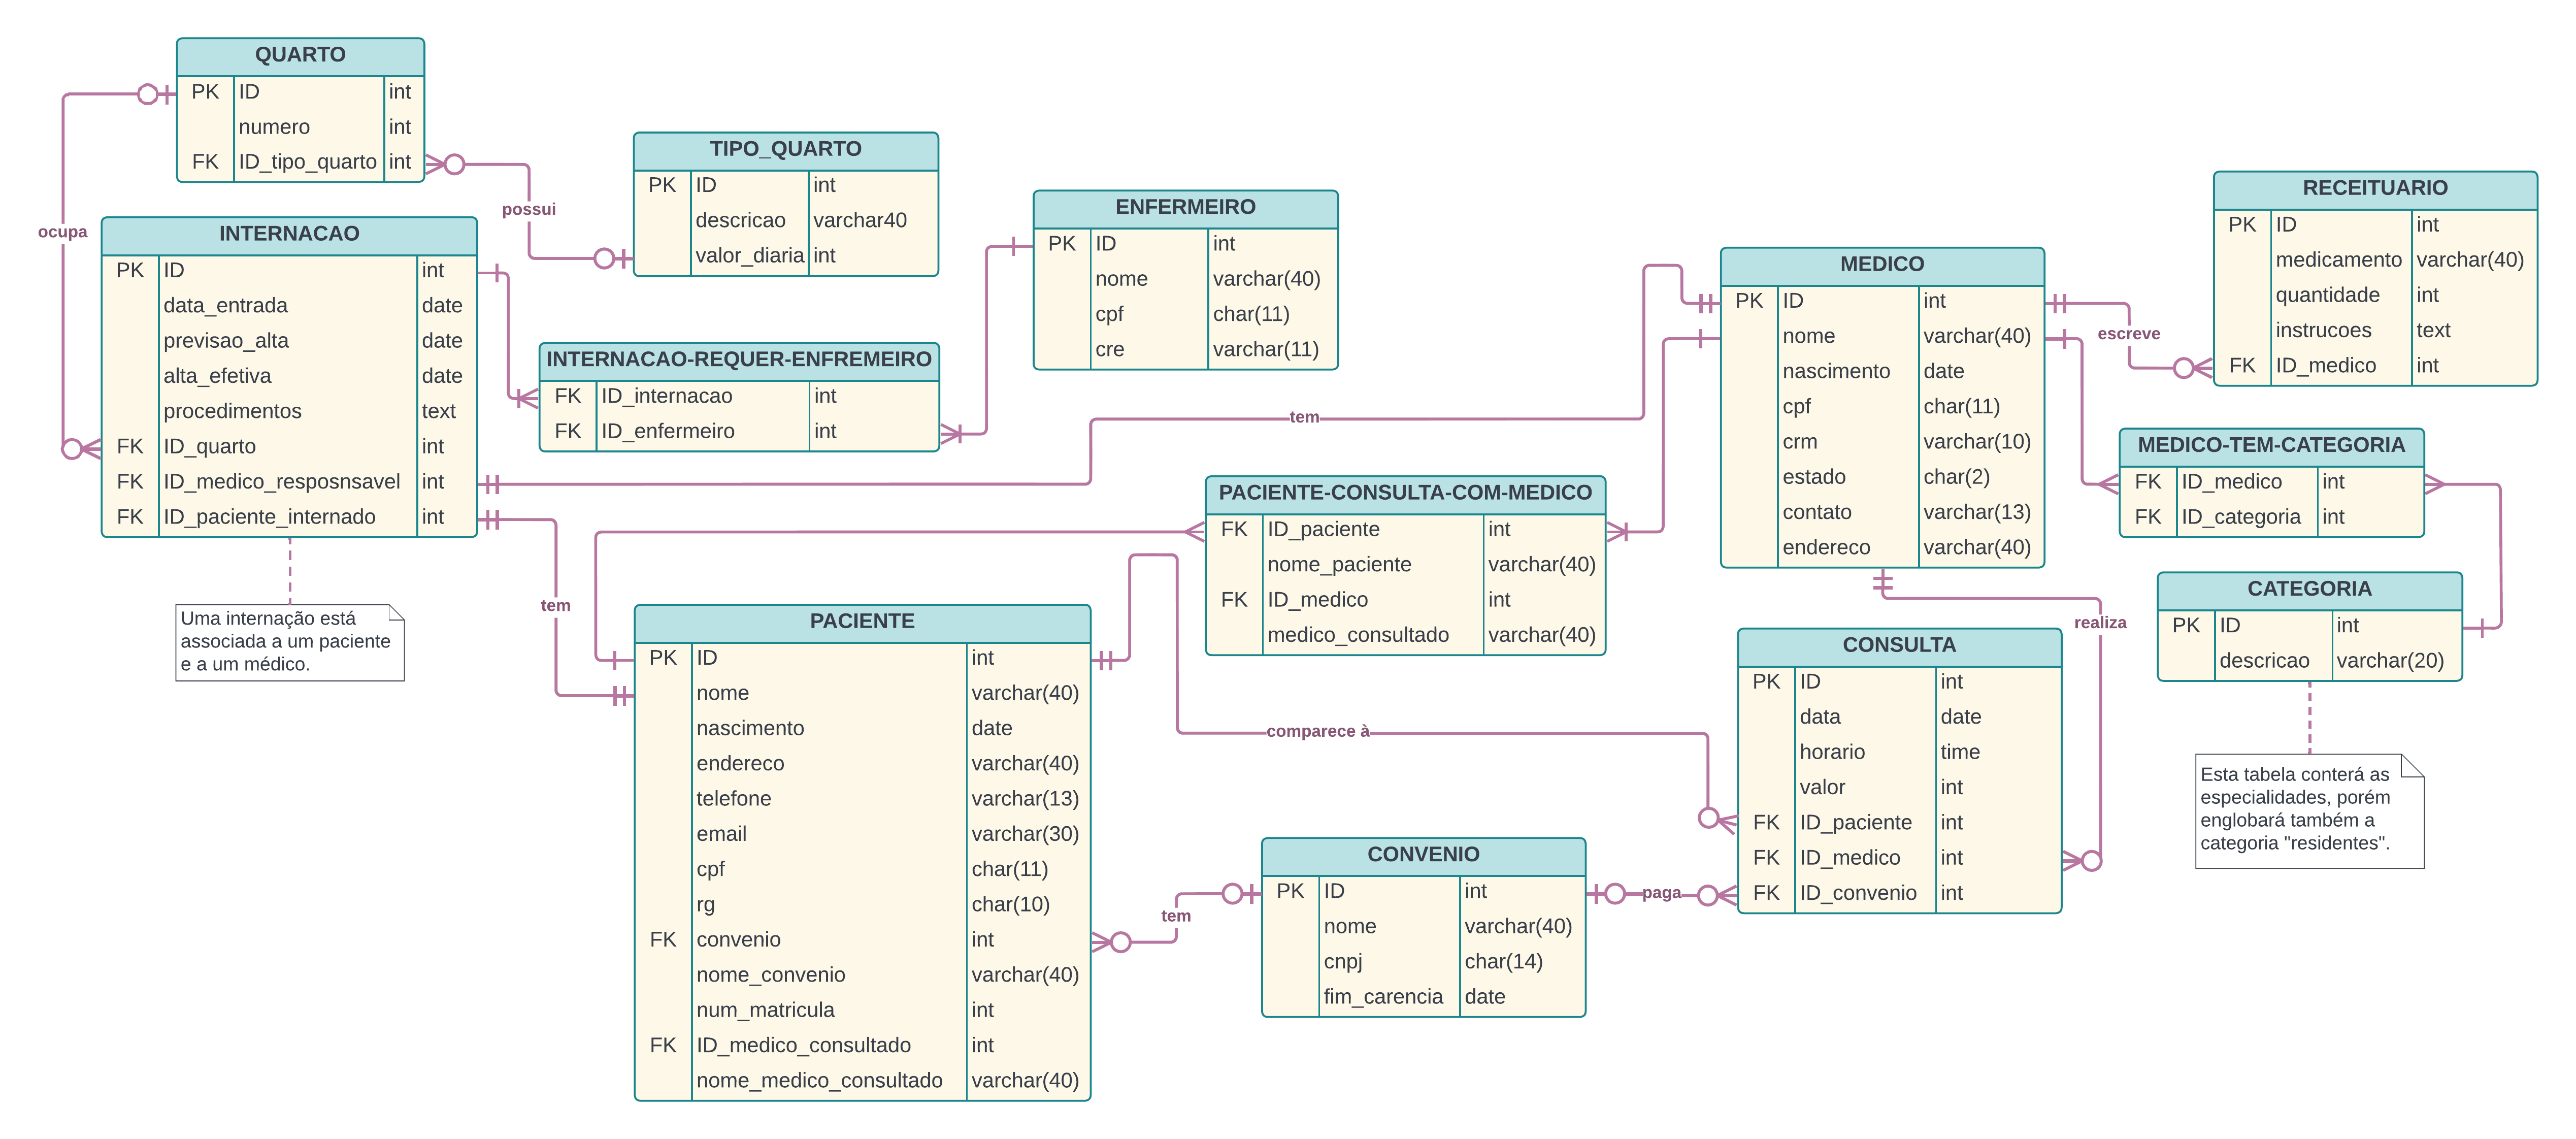 QUARTO
PK ID int
numero int
FK ID_tipo_quarto int
ocupa
possui
TIPO_QUARTO
PK ID int
descricao varchar40
valor_diaria int
INTERNACAO
PK ID int
data_entrada date
previsao_alta date
alta_efetiva date
procedimentos text
FK ID_quarto int
FK ID_medico_resposnsavel int
FK ID_paciente_internado int
Uma internação está
associada a um paciente
e a um médico.
INTERNACAO-REQUER-ENFREMEIRO
FK ID_internacao int
FK ID_enfermeiro int
ENFERMEIRO
PK ID int
nome varchar(40)
cpf char(11)
cre varchar(11)
tem
tem
PACIENTE
PK ID int
nome varchar(40)
nascimento date
endereco varchar(40)
telefone varchar(13)
email varchar(30)
cpf char(11)
rg char(10)
FK convenio int
nome_convenio varchar(40)
num_matricula int
FK ID_medico_consultado int
nome_medico_consultado varchar(40)
PACIENTE-CONSULTA-COM-MEDICO
FK ID_paciente int
nome_paciente varchar(40)
FK ID_medico int
medico_consultado varchar(40)
comparece à
tem
CONVENIO
PK ID int
nome varchar(40)
cnpj char(14)
fim_carencia date
paga
MEDICO
PK ID int
nome varchar(40)
nascimento date
cpf char(11)
crm varchar(10)
estado char(2)
contato varchar(13)
endereco varchar(40)
escreve
realiza
CONSULTA
PK ID int
data date
horario time
valor int
FK ID_paciente int
FK ID_medico int
FK ID_convenio int
RECEITUARIO
PK ID int
medicamento varchar(40)
quantidade int
instrucoes text
FK ID_medico int
MEDICO-TEM-CATEGORIA
FK ID_medico int
FK ID_categoria int
CATEGORIA
PK ID int
descricao varchar(20)
Esta tabela conterá as
especialidades, porém
englobará também a
categoria "residentes".